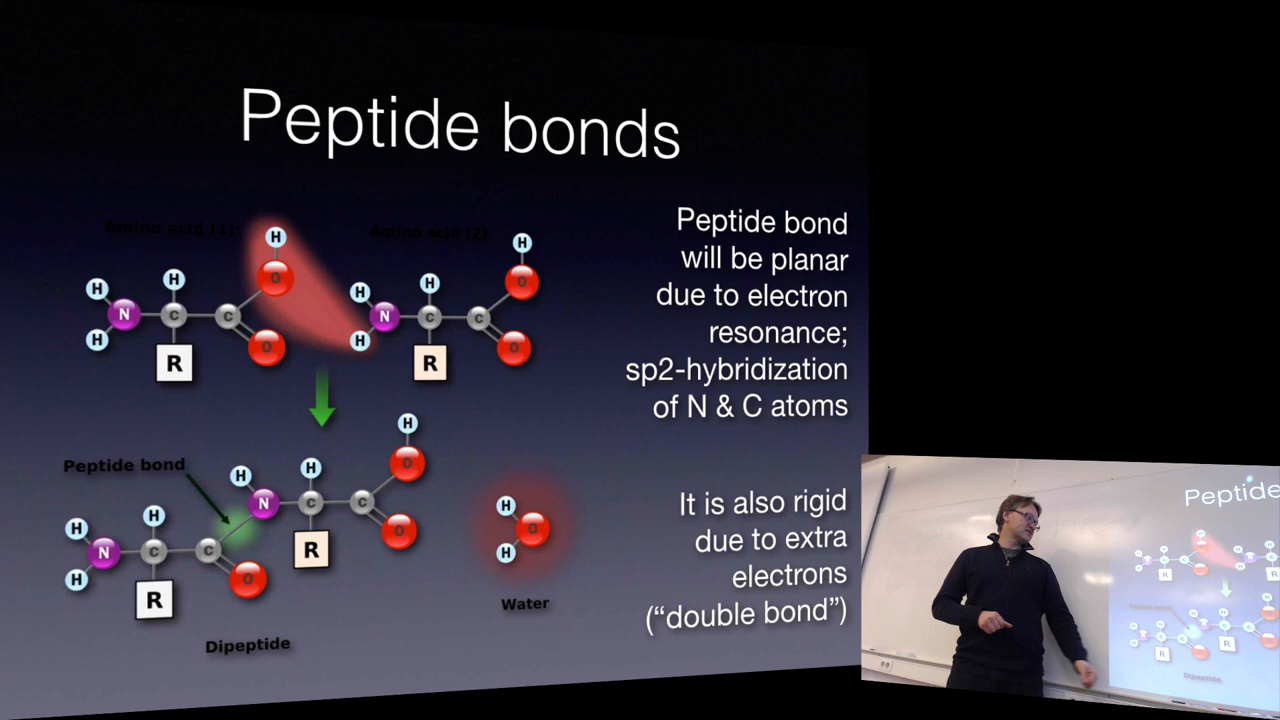 Peptide bonds
Amino acid (1)
Amino acid (2)
H
H
H
H
O
H
H
H
O
N
C
C
N
C
C
H
O
H
O
R
R
Peptide bond will be planar
due to electron
resonance;
sp2-hybridization
of N & C atoms
H
O
Peptide bond
H
H
N
C
C
H
H
O
R
H
N
C
C
O
H
O
H
R
Water
Dipeptide
It is also rigid
due to extra
electrons
(“double bond”)
Peptide
R
R
R
R
Dipeptide